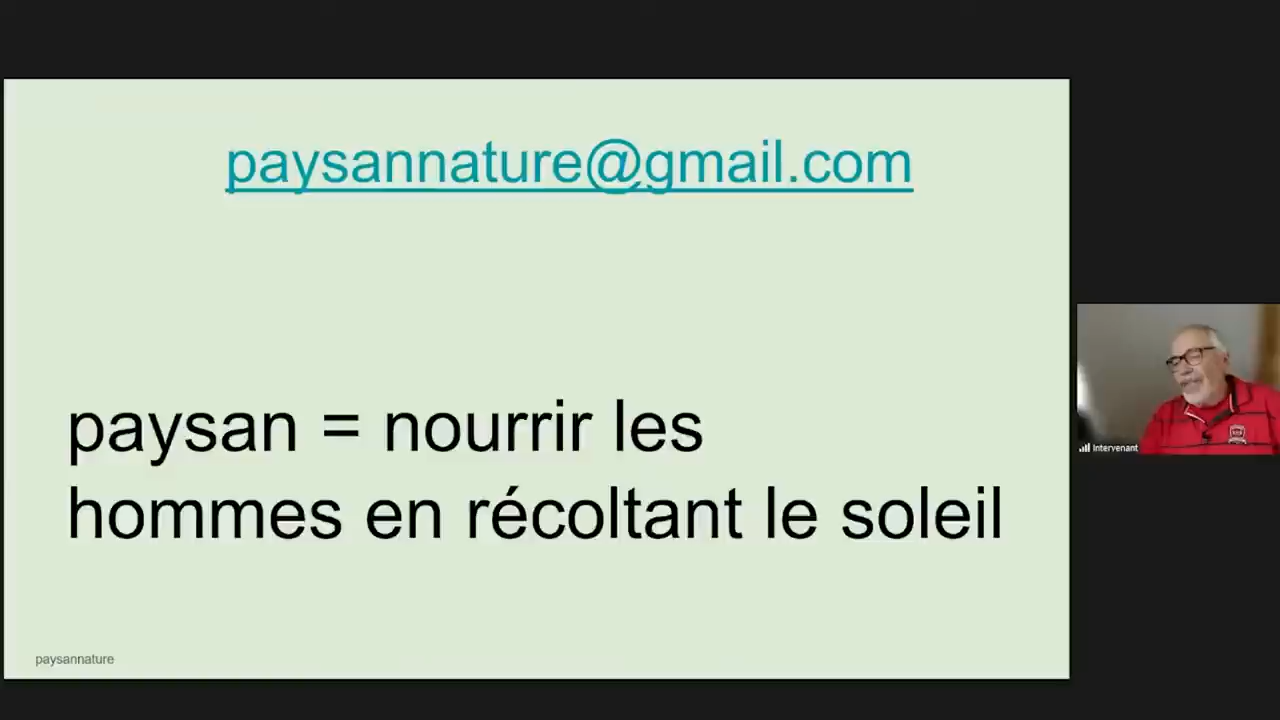 paysannature@gmail.com
paysan = nourrir les
hommes en récoltant le soleil
paysannature
Intervenant